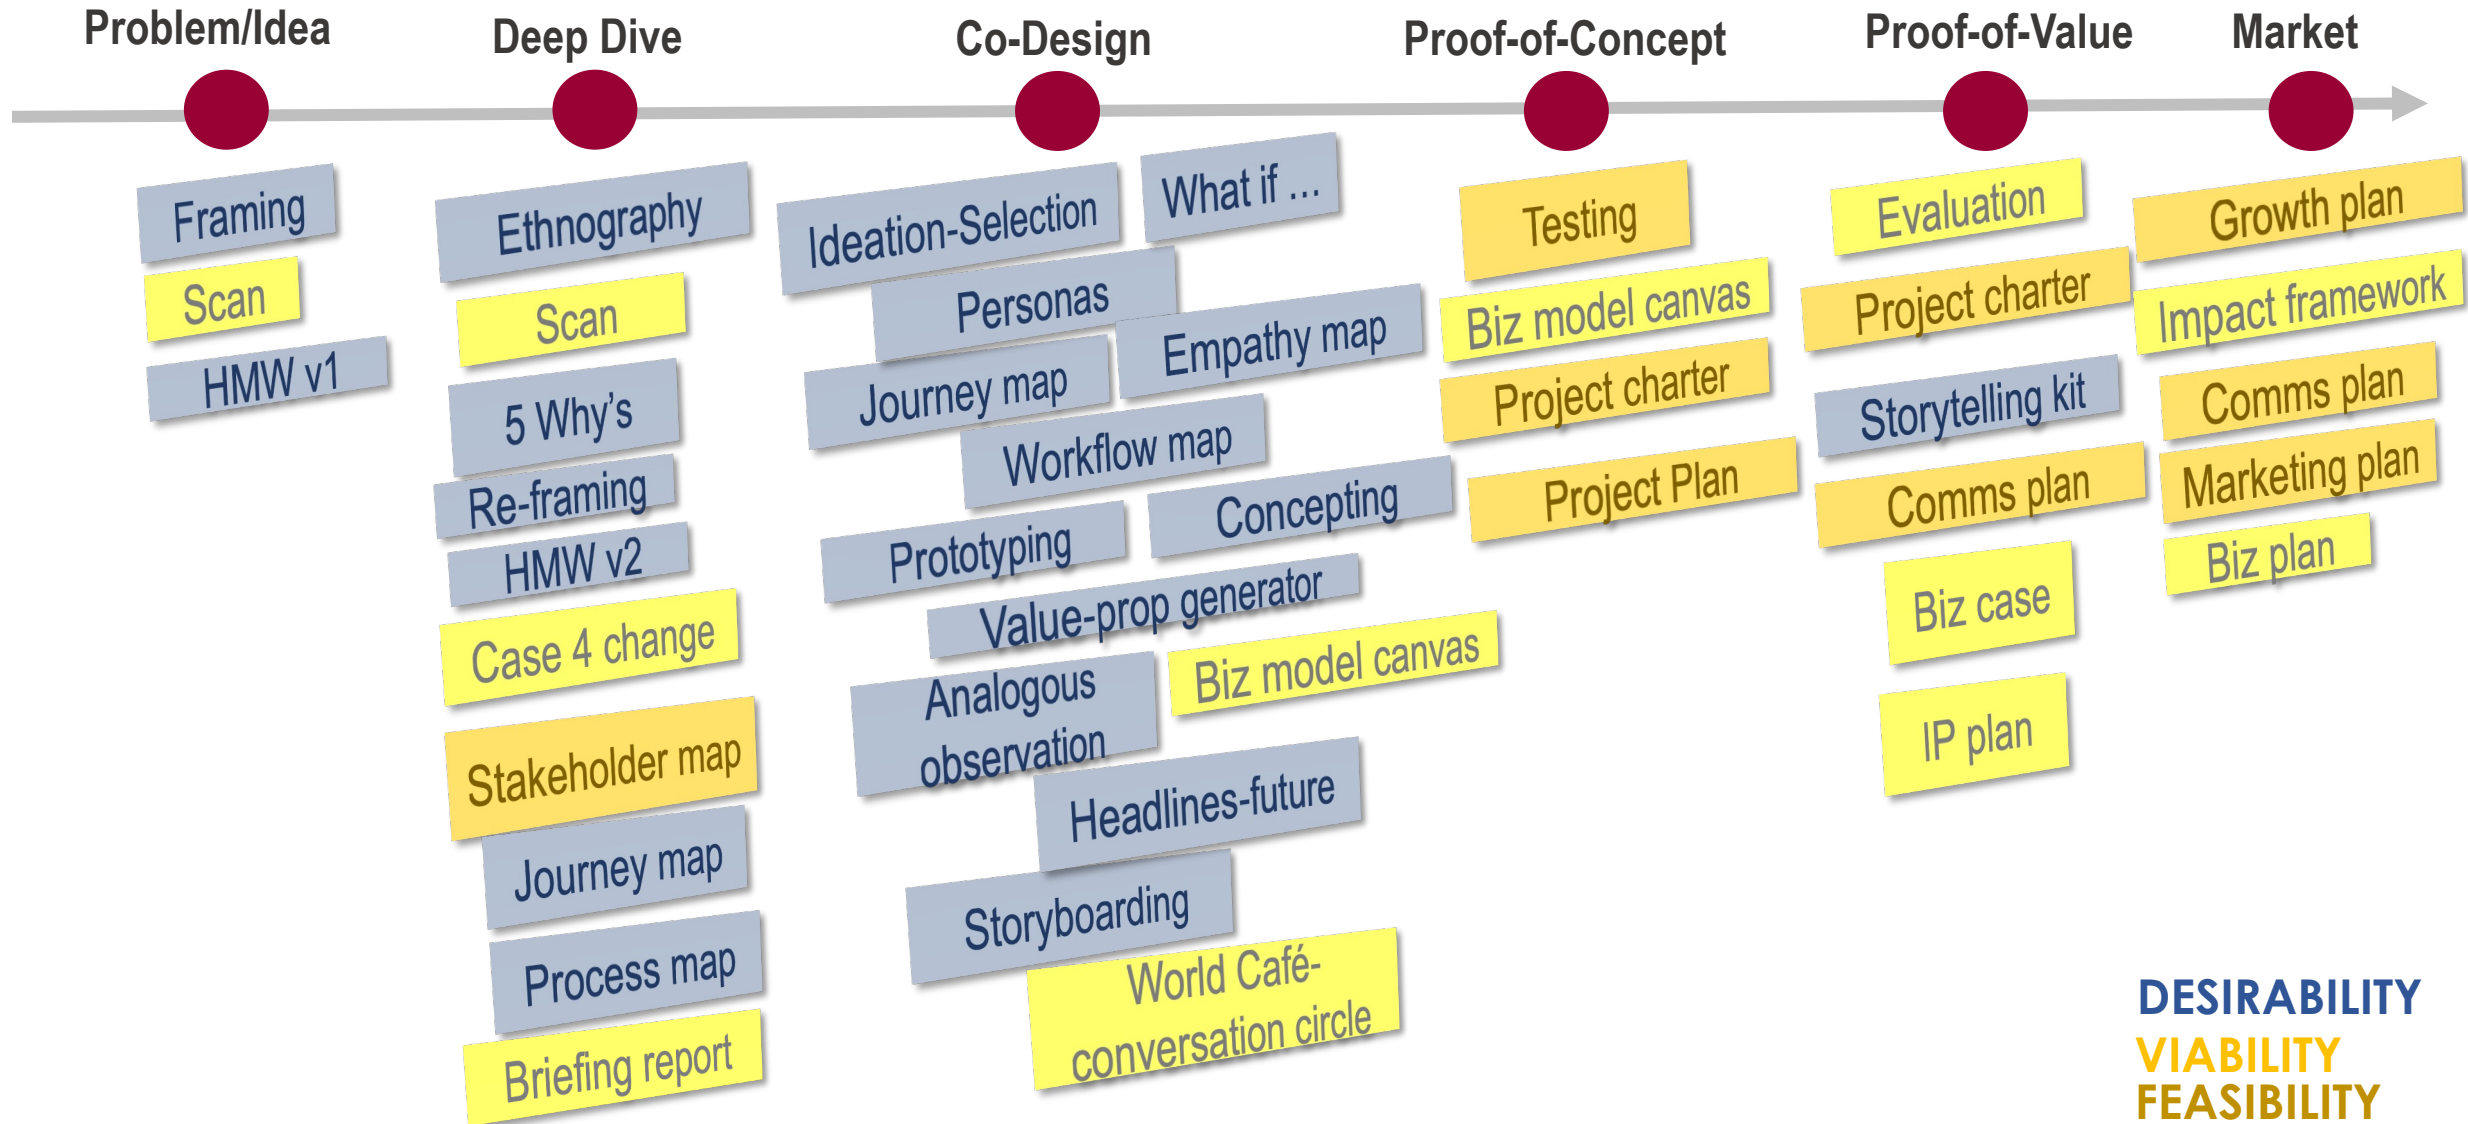 Problem/Idea
Deep Dive
Co-Design
Proof-of-Concept
Proof-of-Value
Market
Framing
Scan
HMW v1
Ethnography
Scan
5 Why’s
Re-framing
HMW v2
Case 4 change
Stakeholder map
Journey map
Process map
Briefing report
Ideation-Selection
What if ...
Personas
Empathy map
Journey map
Workflow map
Concepting
Prototyping
Value-prop generator
Biz model canvas
Analogous
observation
Headlines-future
Storyboarding
World Café-
conversation circle
Testing
Biz model canvas
Project charter
Project Plan
Evaluation
Project charter
Storytelling kit
Comms plan
Biz case
IP plan
Growth plan
Impact framework
Comms plan
Marketing plan
Biz plan
DESIRABILITY
VIABILITY
FEASIBILITY